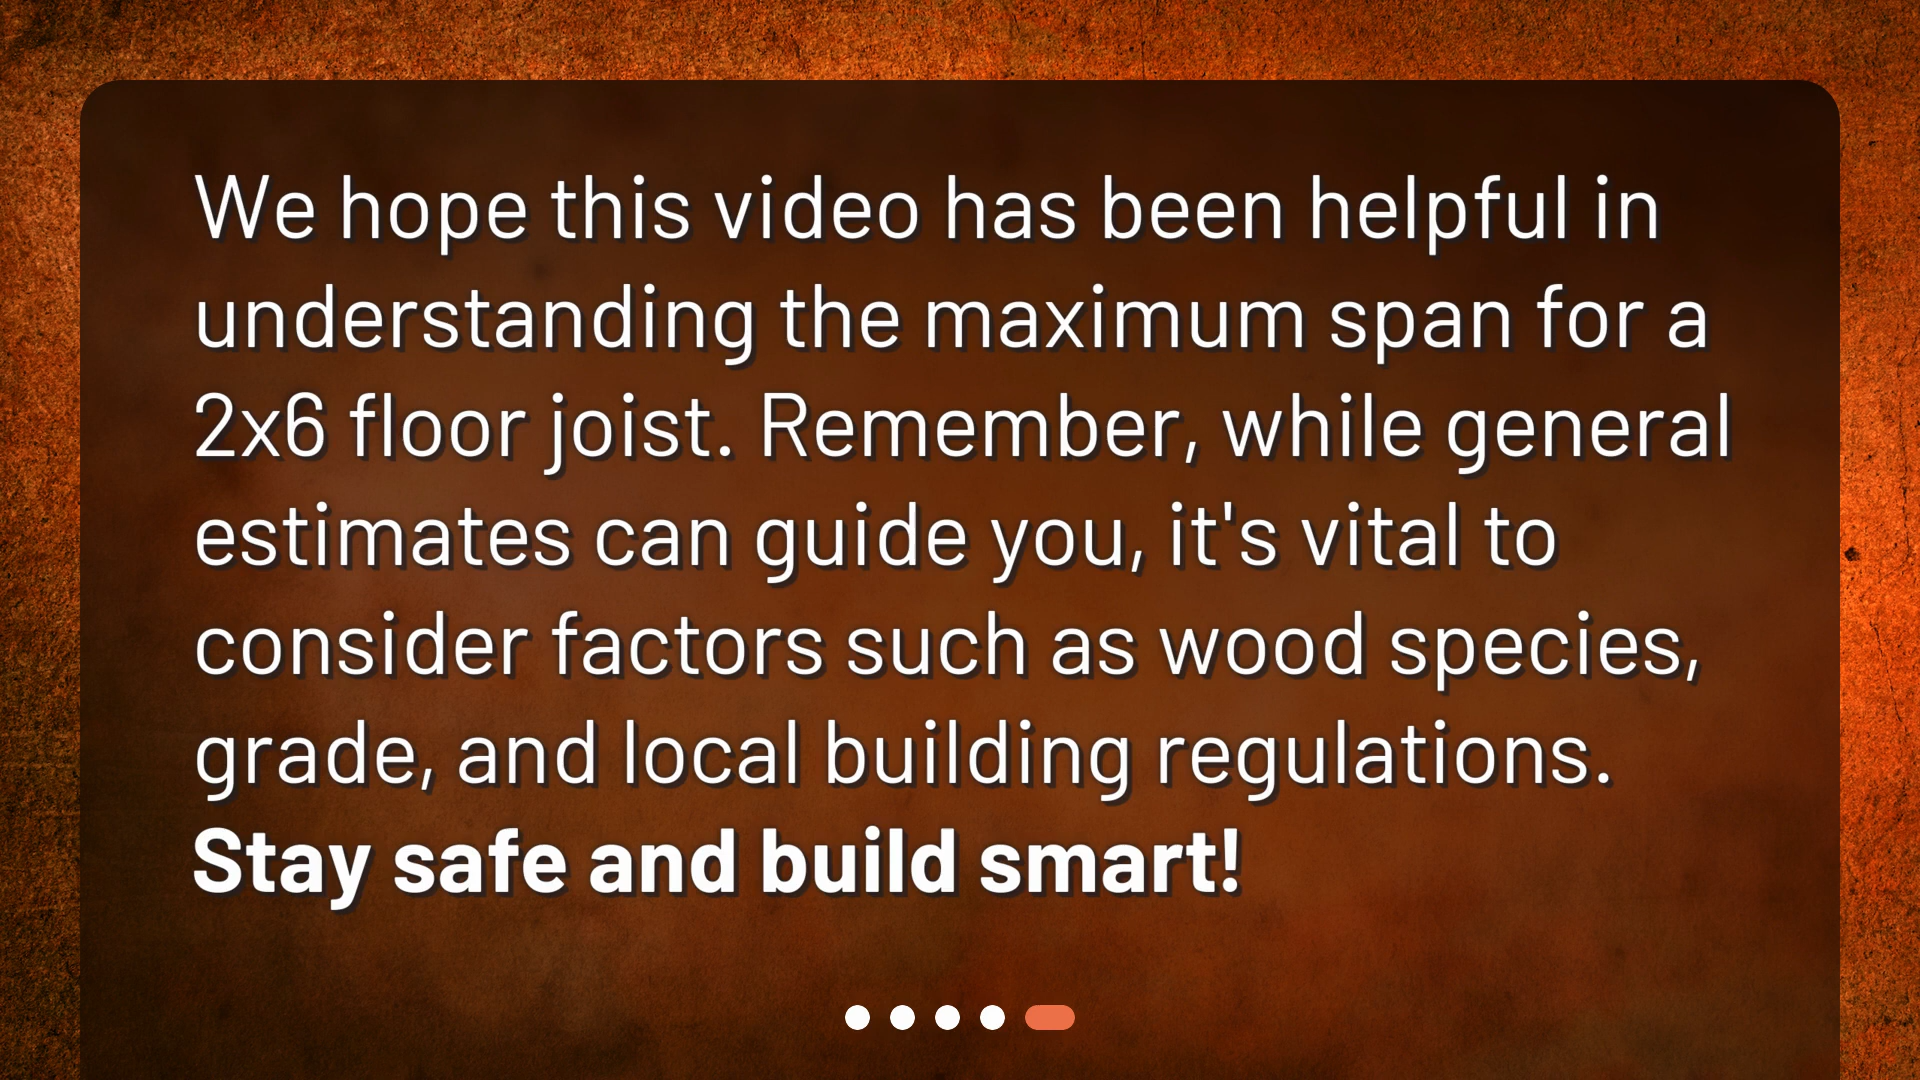 We hope this video has been helpful in
understanding the maximum span for a
2x6 floor joist. Remember, while general
estimates can guide you, it's vital to
consider factors such as wood species,
grade, and local building regulations.
Stay safe and build smart!